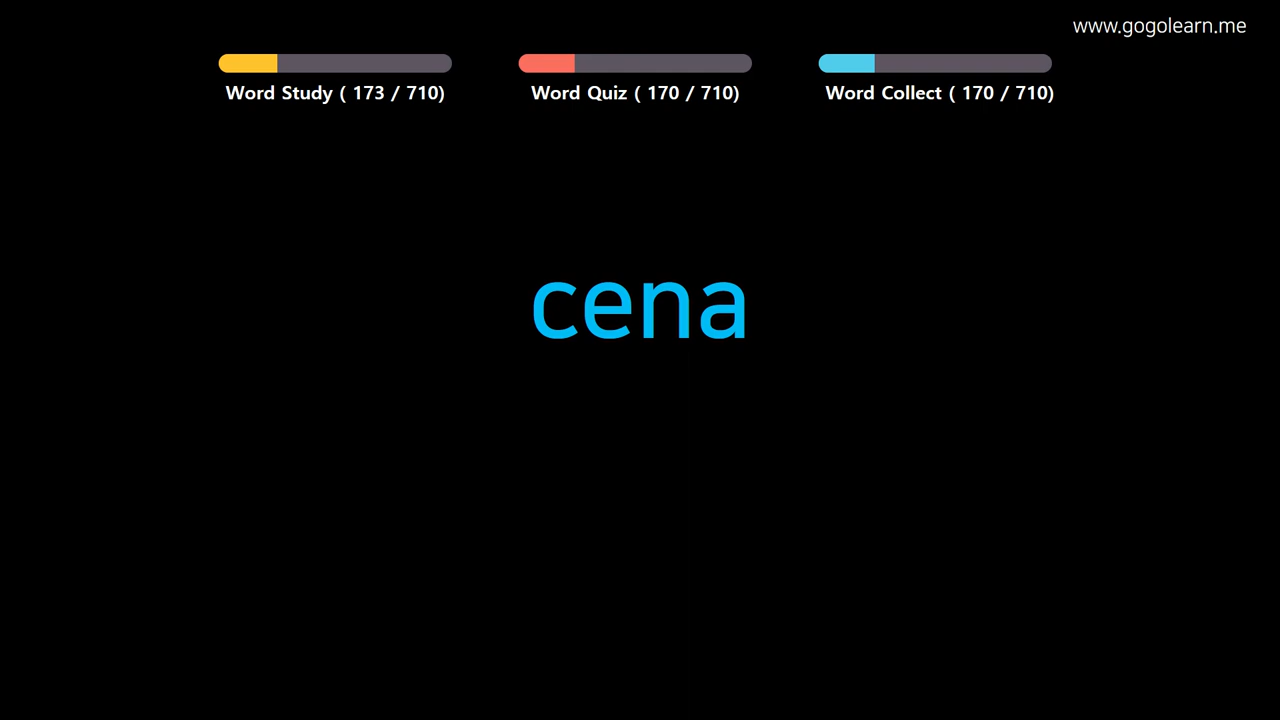 www.gogolearn.me
Word Study ( 173 / 710)
Word Quiz ( 170 / 710)
Word Collect ( 170 / 710)
cena